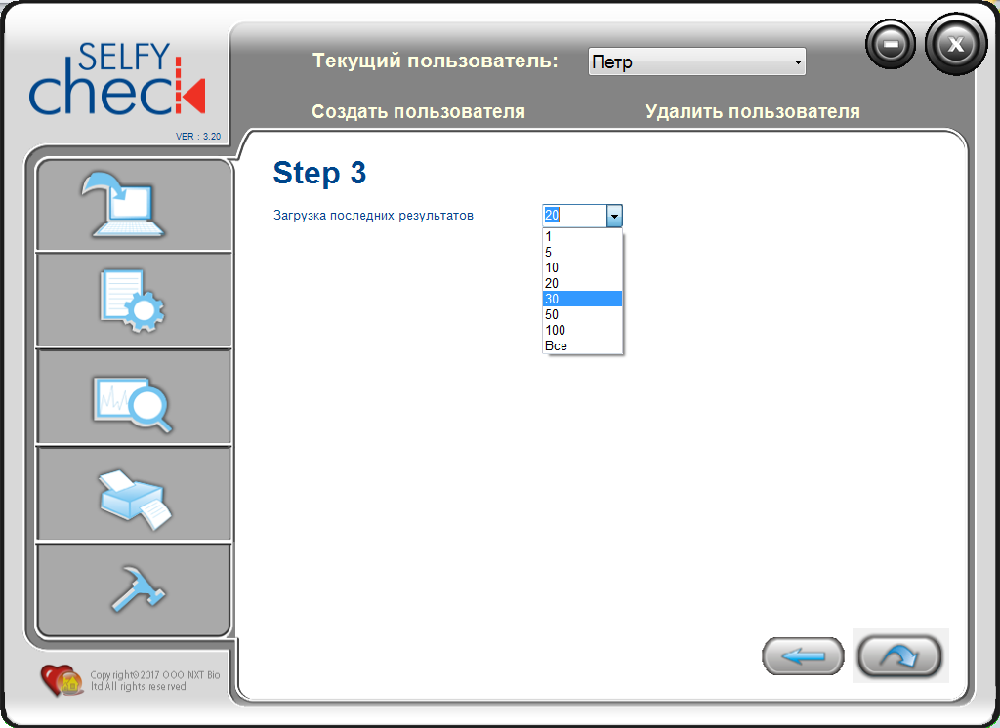 SELFY
check
VER : 3.20
Текущий пользователь:
Петр
Создать пользователя
Удалить пользователя
X
Step 3
Загрузка последних результатов
20
1
5
10
20
30
50
100
Все
Copyright©2017 ООО NXT Bio
ltd.All rights reserved